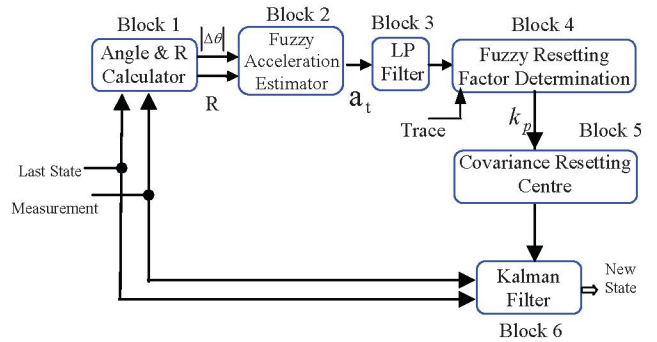 Block 1
Angle & R
Calculator
|Δθ|
R
Block 2
Fuzzy
Acceleration
Estimator
a_t
Block 3
LP
Filter
Block 4
Fuzzy Resetting
Factor Determination
Trace
k_p
Block 5
Covariance Resetting
Centre
Last State
Measurement
Kalman
Filter
Block 6
New
State